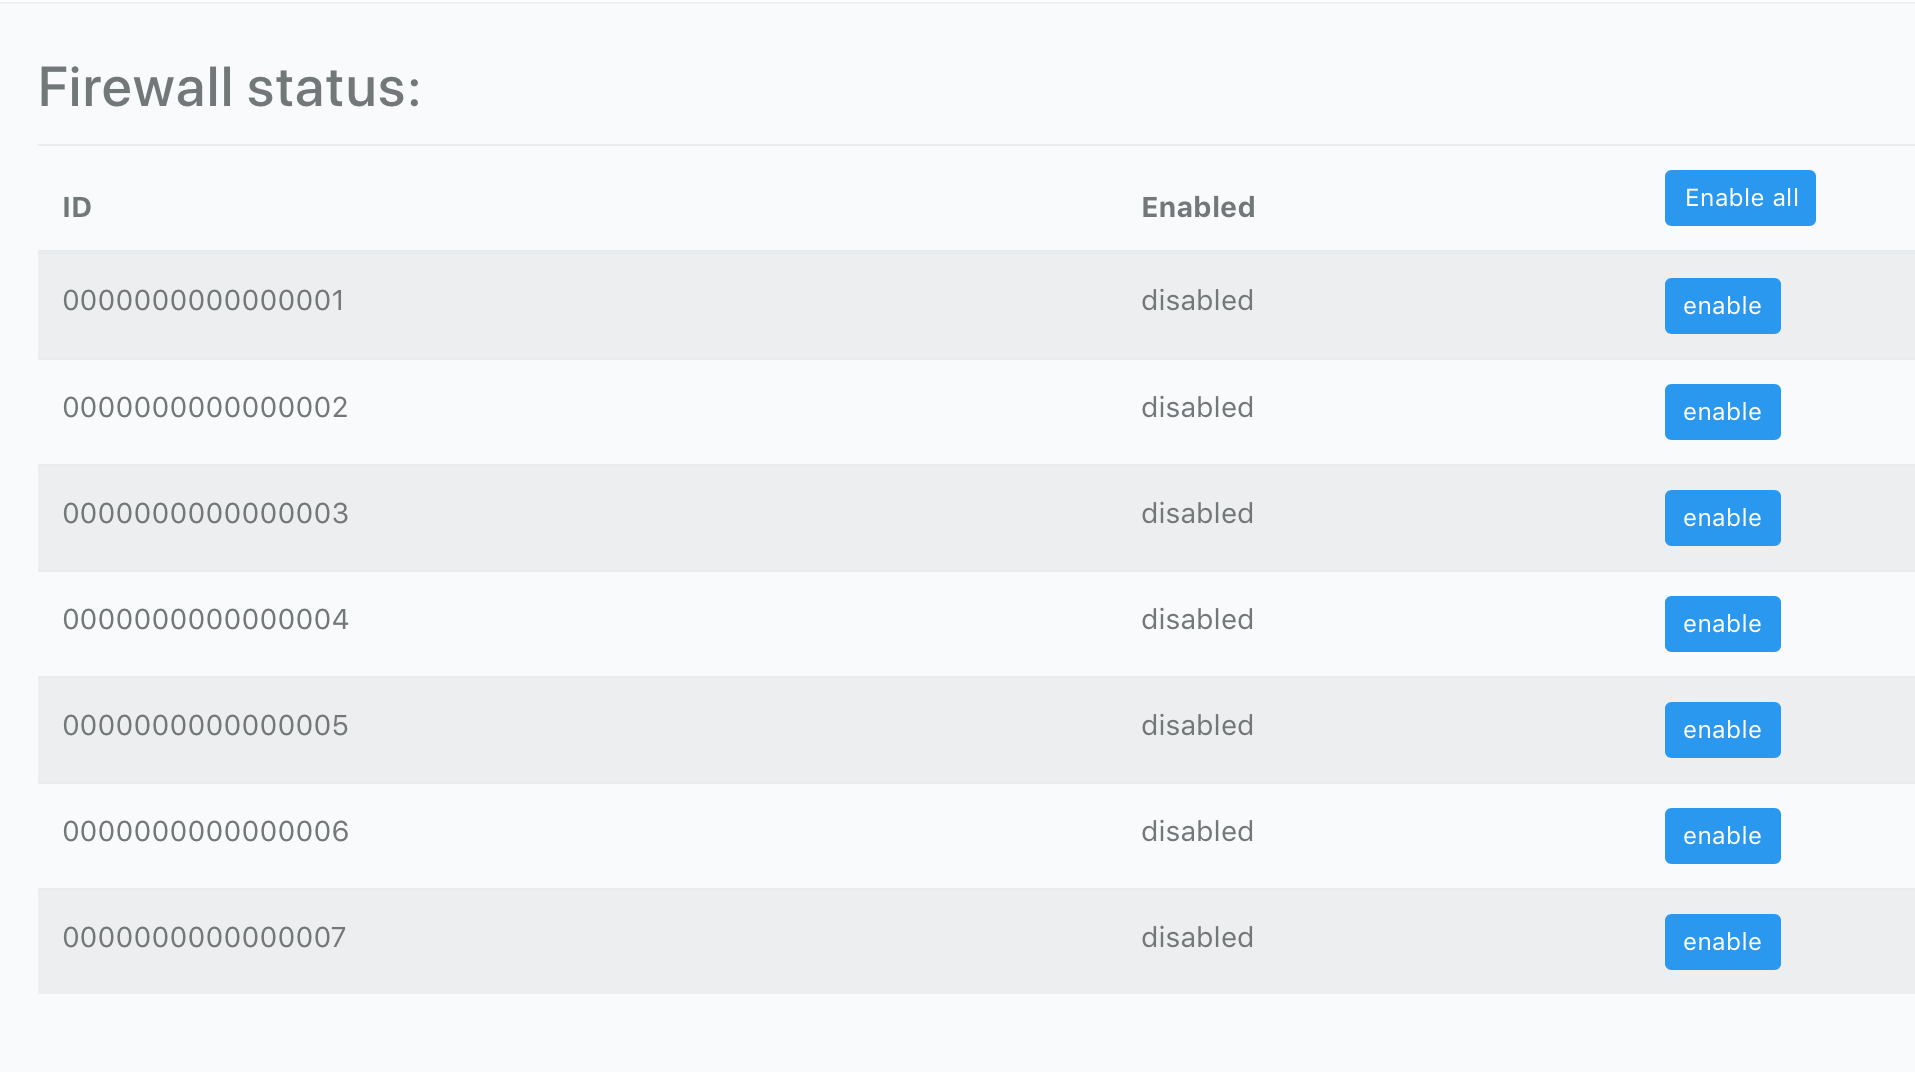 Firewall status:
ID Enabled Enable all
0000000000000001 disabled enable
0000000000000002 disabled enable
0000000000000003 disabled enable
0000000000000004 disabled enable
0000000000000005 disabled enable
0000000000000006 disabled enable
0000000000000007 disabled enable